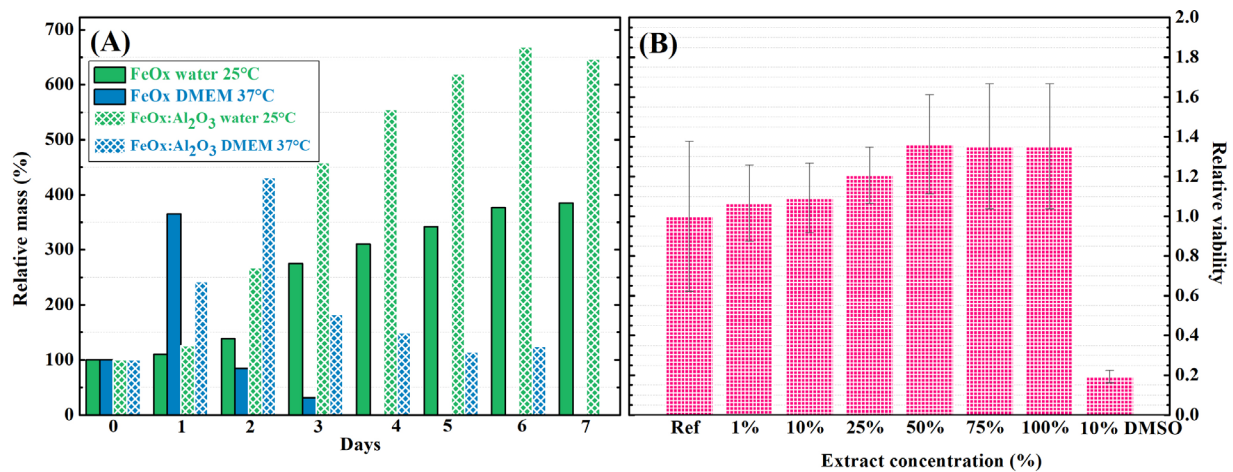 (A)
FeOx water 25°C
FeOx DMEM 37°C
FeOx:Al₂O₃ water 25°C
FeOx:Al₂O₃ DMEM 37°C
Relative mass (%)
700
600
500
400
300
200
100
0
0 1 2 3 4 5 6 7
Days
(B)
2.0
1.8
1.6
1.4
1.2
1.0
0.8
0.6
0.4
0.2
0.0
Relative viability
Ref 1% 10% 25% 50% 75% 100% 10% DMSO
Extract concentration (%)